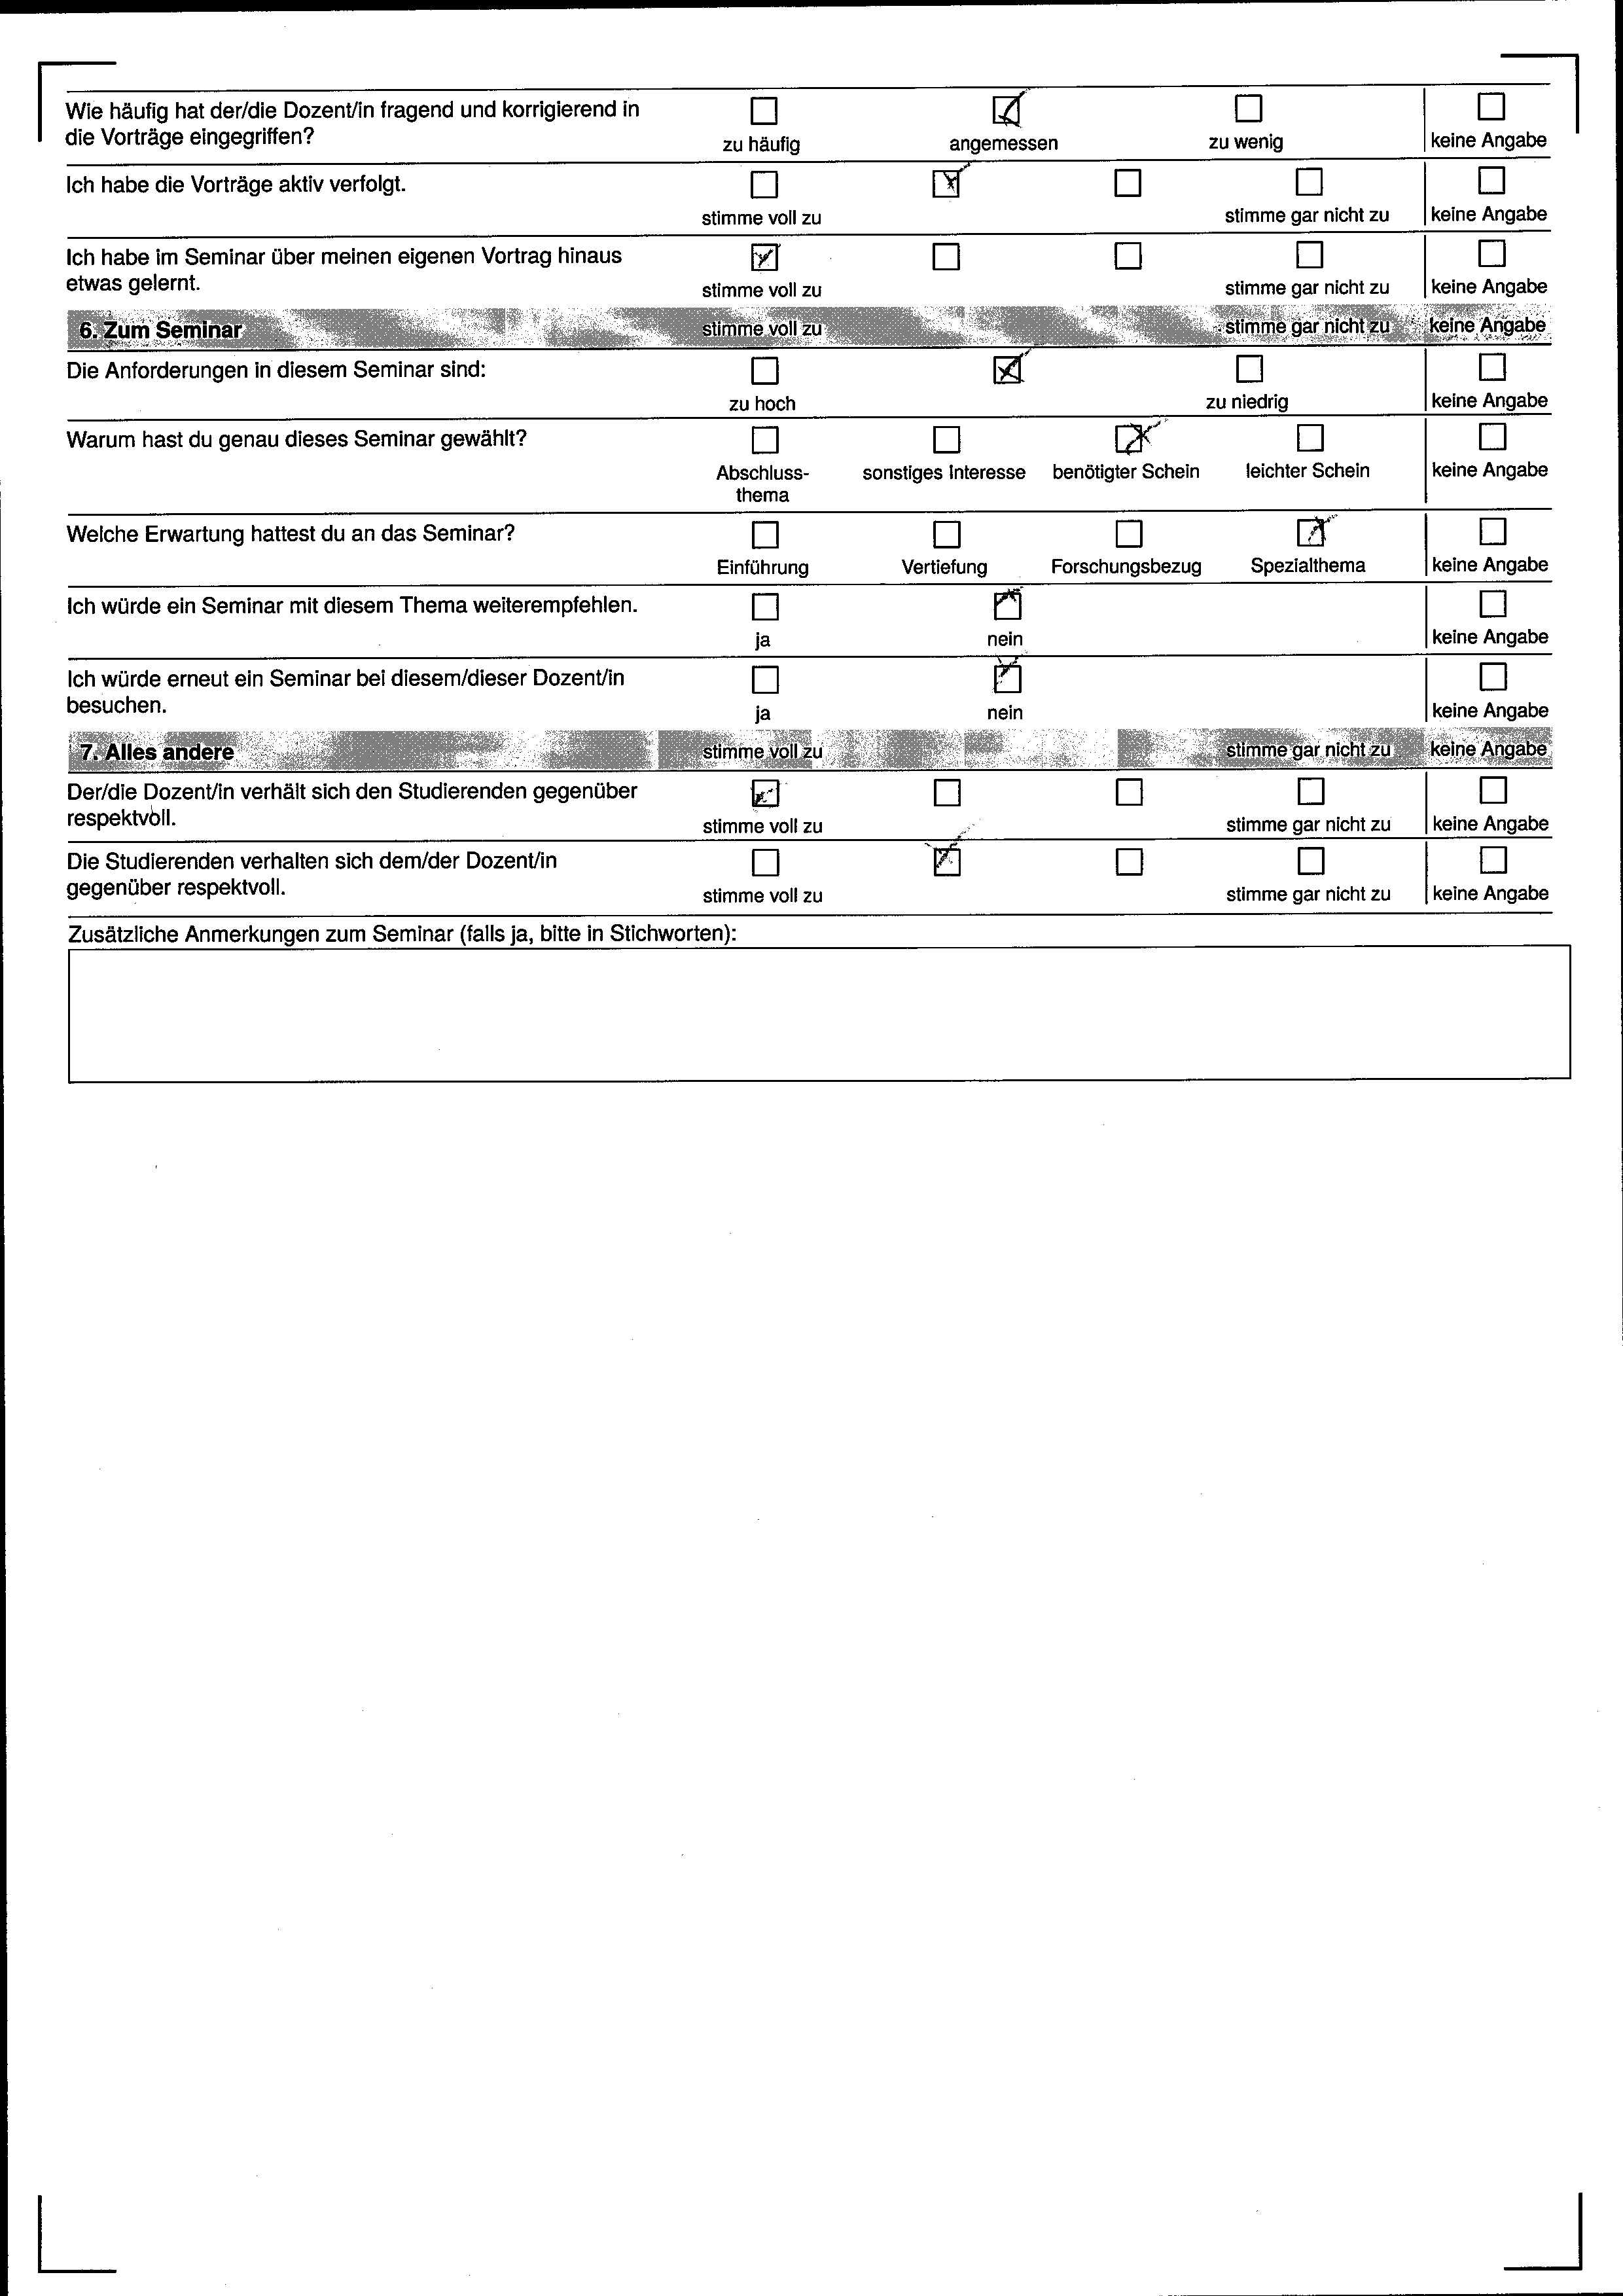 Wie häufig hat der/die Dozent/in fragend und korrigierend in
die Vorträge eingegriffen?
zu häufig angemessen zu wenig keine Angabe
Ich habe die Vorträge aktiv verfolgt.
stimme voll zu stimme gar nicht zu keine Angabe
Ich habe im Seminar über meinen eigenen Vortrag hinaus
etwas gelernt.
stimme voll zu stimme gar nicht zu keine Angabe
6. Zum Seminar stimme voll zu stimme gar nicht zu keine Angabe
Die Anforderungen in diesem Seminar sind:
zu hoch zu niedrig keine Angabe
Warum hast du genau dieses Seminar gewählt?
Abschluss- sonstiges Interesse benötigter Schein leichter Schein keine Angabe
thema
Welche Erwartung hattest du an das Seminar?
Einführung Vertiefung Forschungsbezug Spezialthema keine Angabe
Ich würde ein Seminar mit diesem Thema weiterempfehlen.
ja nein keine Angabe
Ich würde erneut ein Seminar bei diesem/dieser Dozent/in
besuchen.
ja nein keine Angabe
7. Alles andere stimme voll zu stimme gar nicht zu keine Angabe
Der/die Dozent/in verhält sich den Studierenden gegenüber
respektvoll.
stimme voll zu stimme gar nicht zu keine Angabe
Die Studierenden verhalten sich dem/der Dozent/in
gegenüber respektvoll.
stimme voll zu stimme gar nicht zu keine Angabe
Zusätzliche Anmerkungen zum Seminar (falls ja, bitte in Stichworten):